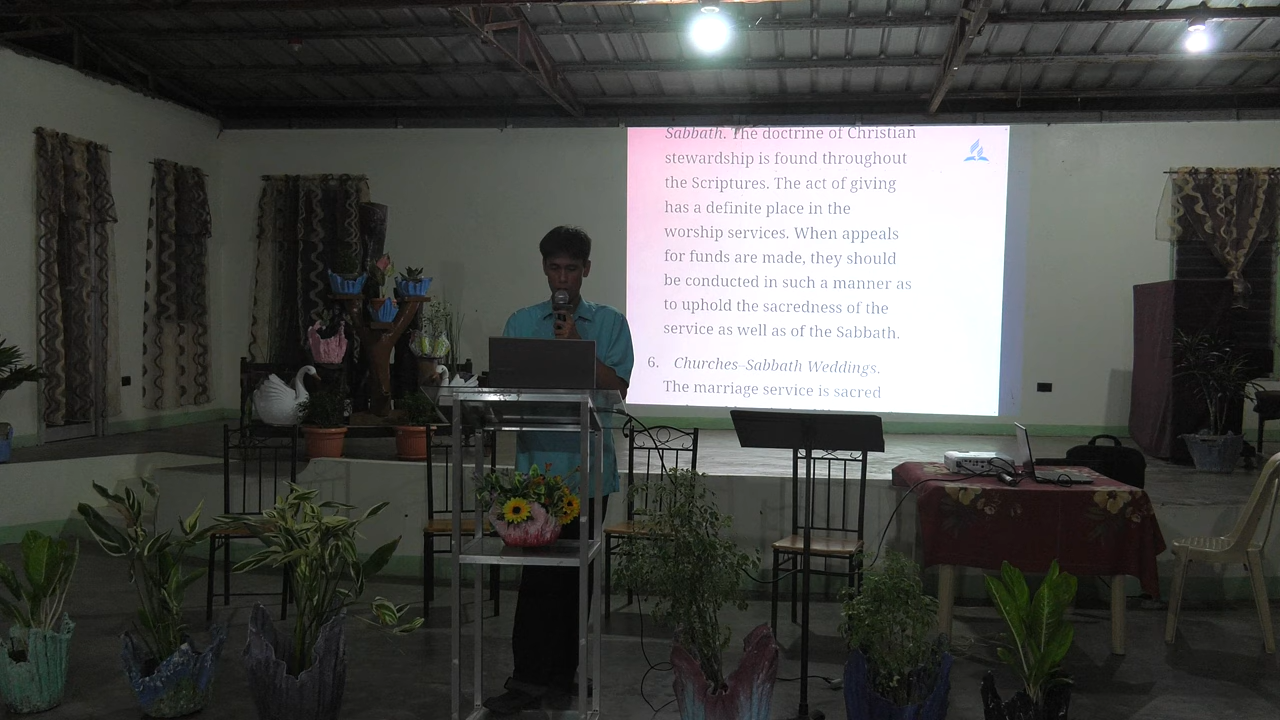 Sabbath. The doctrine of Christian
stewardship is found throughout
the Scriptures. The act of giving
has a definite place in the
worship services. When appeals
for funds are made, they should
be conducted in such a manner as
to uphold the sacredness of the
service as well as of the Sabbath.
6. Churches–Sabbath Weddings.
The marriage service is sacred